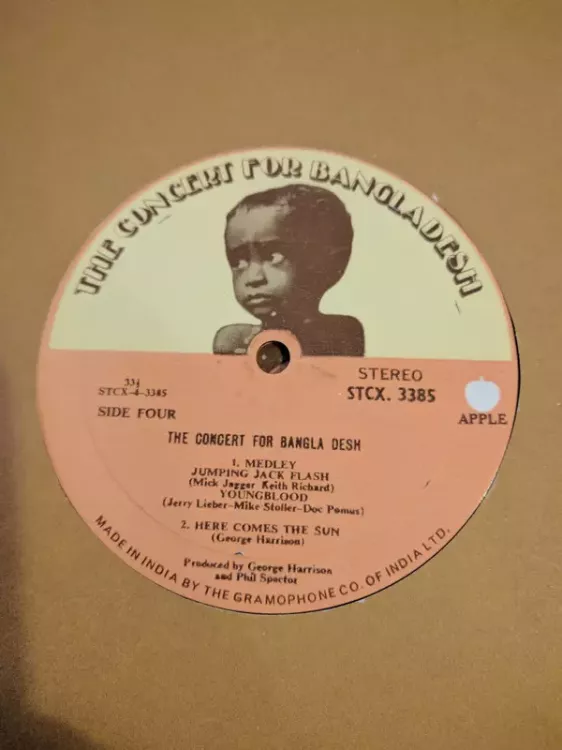 THE CONCERT FOR BANGLADESH
STEREO
STCX. 3385
33⅓
STCX-4-3385
SIDE FOUR
APPLE
THE CONCERT FOR BANGLA DESH
1. MEDLEY
JUMPING JACK FLASH
(Mick Jagger Keith Richard)
YOUNGBLOOD
(Jerry Lieber-Mike Stoller-Doc Pomus)
2. HERE COMES THE SUN
(George Harrison)
Produced by George Harrison
and Phil Spector
MADE IN INDIA BY THE GRAMOPHONE CO. OF INDIA LTD.